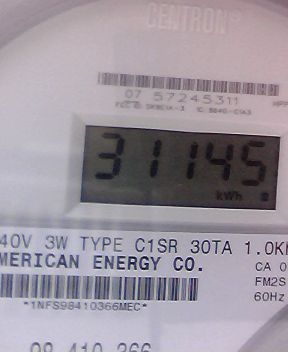 CENTRON®
07 57245311
31145
kWh
40V 3W TYPE C1SR 30TA 1.0K
MERICAN ENERGY CO.
CA 0
FM2S
*1NFS98410366MEC*
60Hz
98 410 366